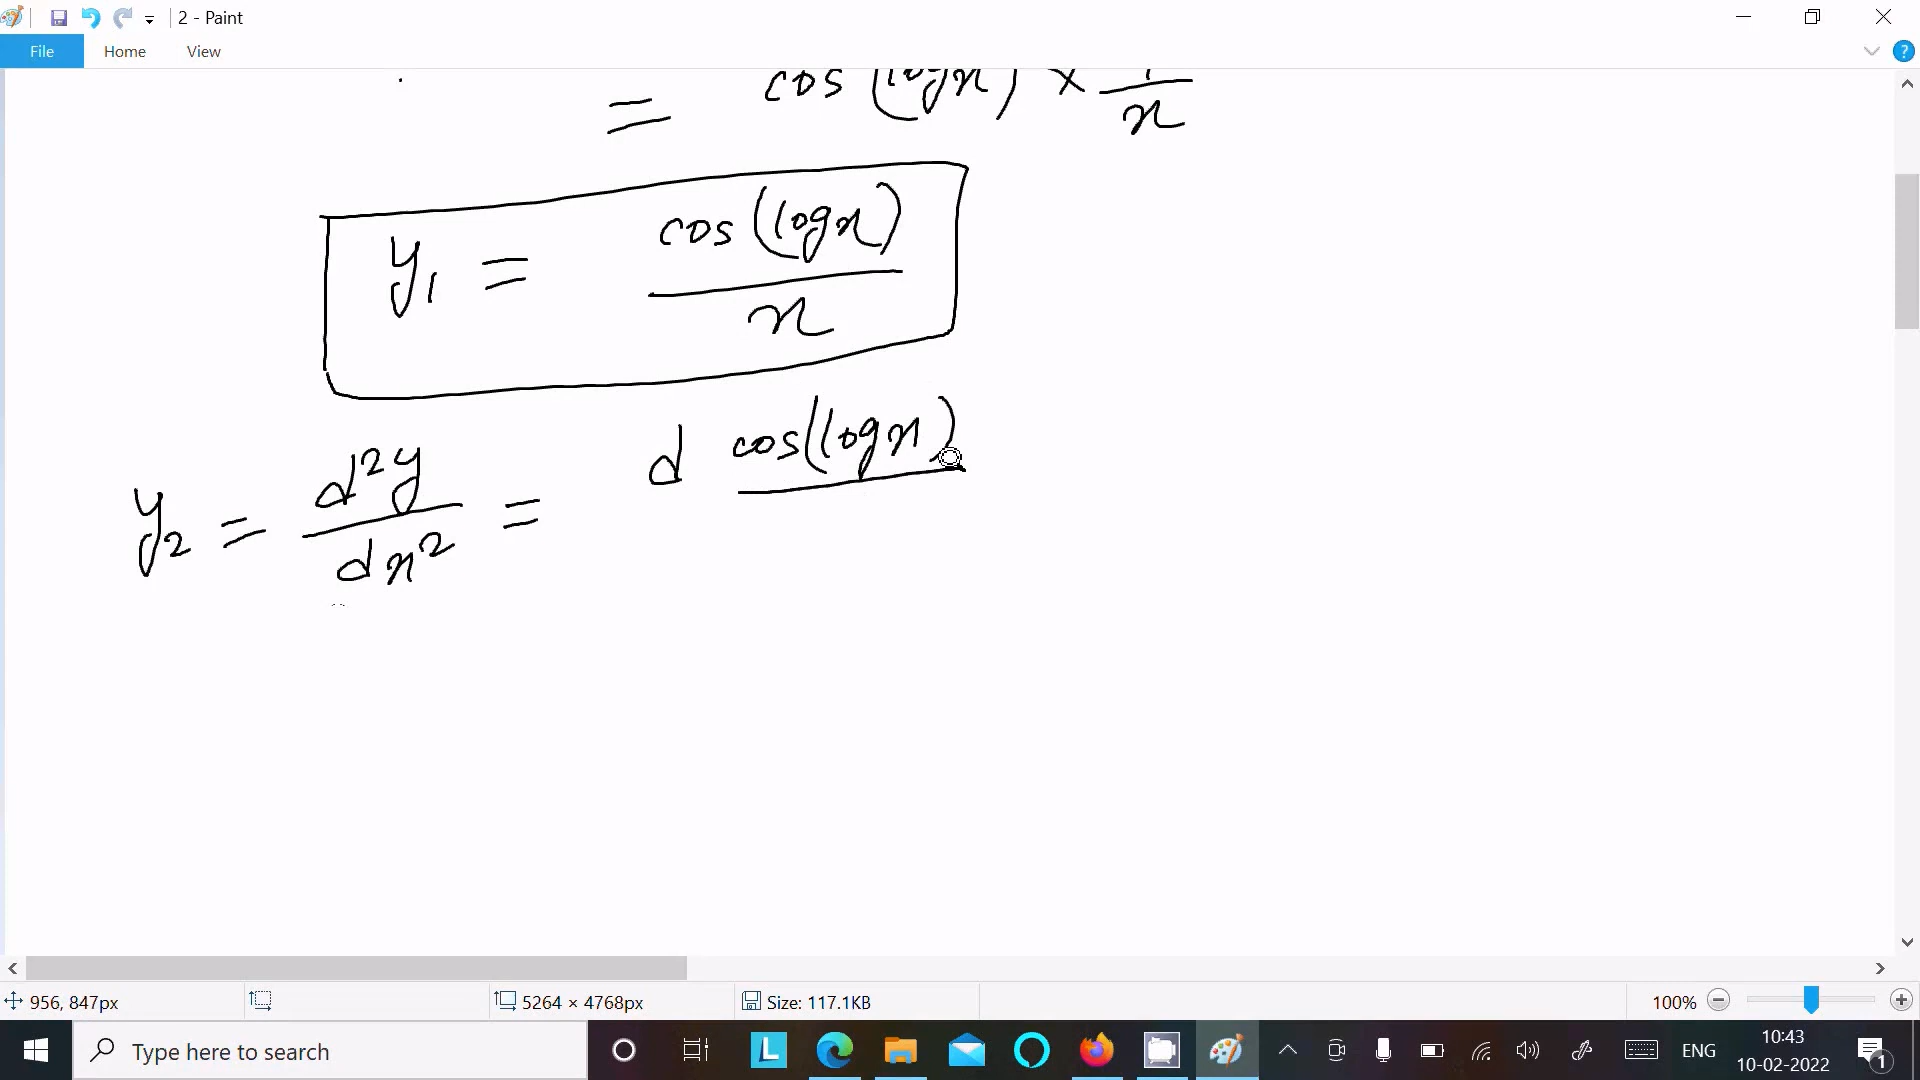 2 - Paint
File Home View
= cos (log x) × 1/x
y₁ = cos (log x) / x
y₂ = d²y/dx² = d cos(log x)
956, 847px 5264 × 4768px Size: 117.1KB 100%
Type here to search L ENG 10:43 1
10-02-2022